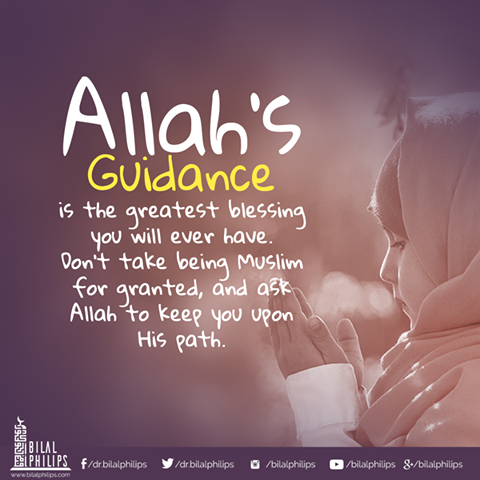 Allah's
Guidance
is the greatest blessing
you will ever have.
Don't take being Muslim
for granted, and ask
Allah to keep you upon
His path.
BILAL
PHILIPS
www.bilalphilips.com
/dr.bilalphilips
/dr.bilalphilips
/bilalphilips
/bilalphilips
/bilalphilips